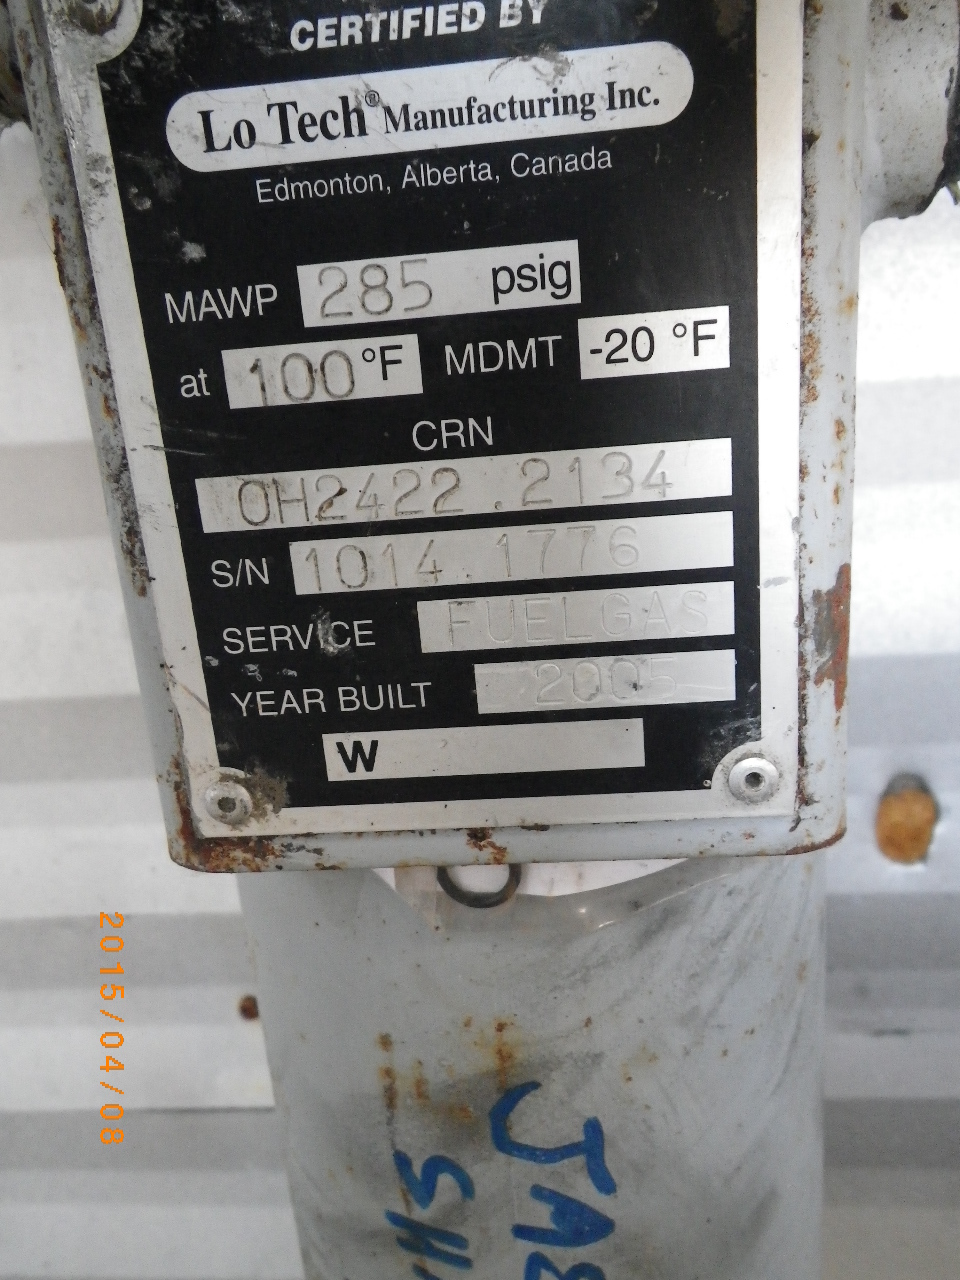 CERTIFIED BY
Lo Tech® Manufacturing Inc.
Edmonton, Alberta, Canada
MAWP 285 psig
at 100 °F MDMT -20 °F
CRN
0H2422.2134
S/N 1014 1776
SERVICE FUELGAS
YEAR BUILT 2005
W
2015/04/08